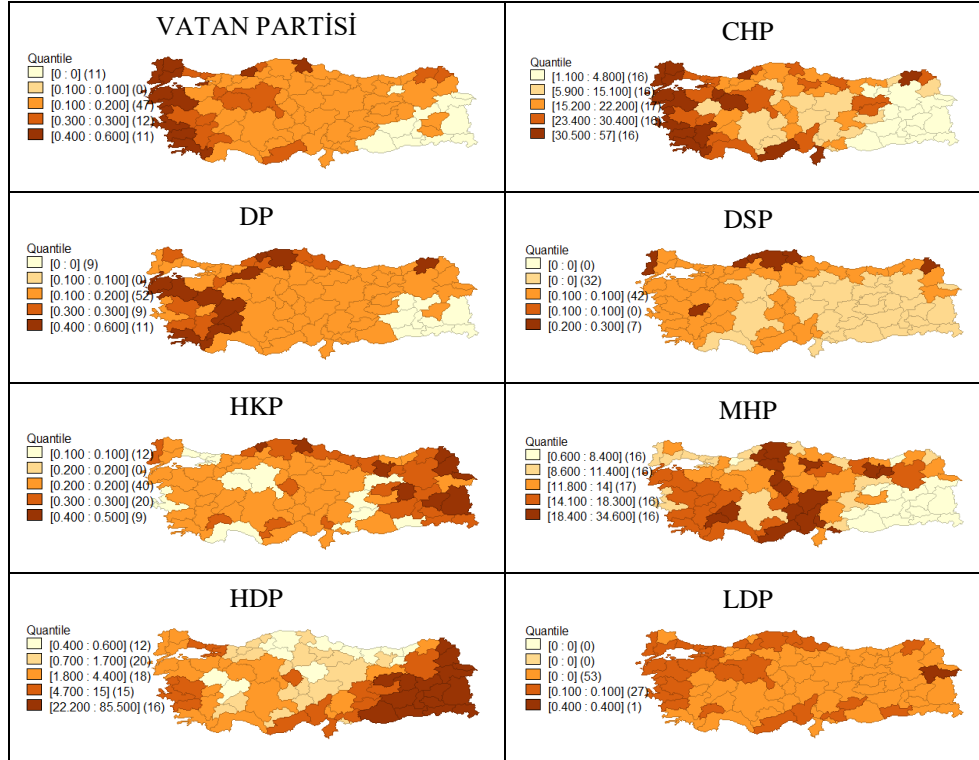 VATAN PARTİSİ
Quantile
[0 : 0] (11)
[0.100 : 0.100] (0)
[0.100 : 0.200] (47)
[0.300 : 0.300] (12)
[0.400 : 0.600] (11)
CHP
Quantile
[1.100 : 4.800] (16)
[5.900 : 15.100] (16)
[15.200 : 22.200] (17)
[23.400 : 30.400] (16)
[30.500 : 57] (16)
DP
Quantile
[0 : 0] (9)
[0.100 : 0.100] (0)
[0.100 : 0.200] (52)
[0.300 : 0.300] (9)
[0.400 : 0.600] (11)
DSP
Quantile
[0 : 0] (0)
[0 : 0] (32)
[0.100 : 0.100] (42)
[0.100 : 0.100] (0)
[0.200 : 0.300] (7)
HKP
Quantile
[0.100 : 0.100] (12)
[0.200 : 0.200] (0)
[0.200 : 0.200] (40)
[0.300 : 0.300] (20)
[0.400 : 0.500] (9)
MHP
Quantile
[0.600 : 8.400] (16)
[8.600 : 11.400] (16)
[11.800 : 14] (17)
[14.100 : 18.300] (16)
[18.400 : 34.600] (16)
HDP
Quantile
[0.400 : 0.600] (12)
[0.700 : 1.700] (20)
[1.800 : 4.400] (18)
[4.700 : 15] (15)
[22.200 : 85.500] (16)
LDP
Quantile
[0 : 0] (0)
[0 : 0] (0)
[0 : 0] (53)
[0.100 : 0.100] (27)
[0.400 : 0.400] (1)